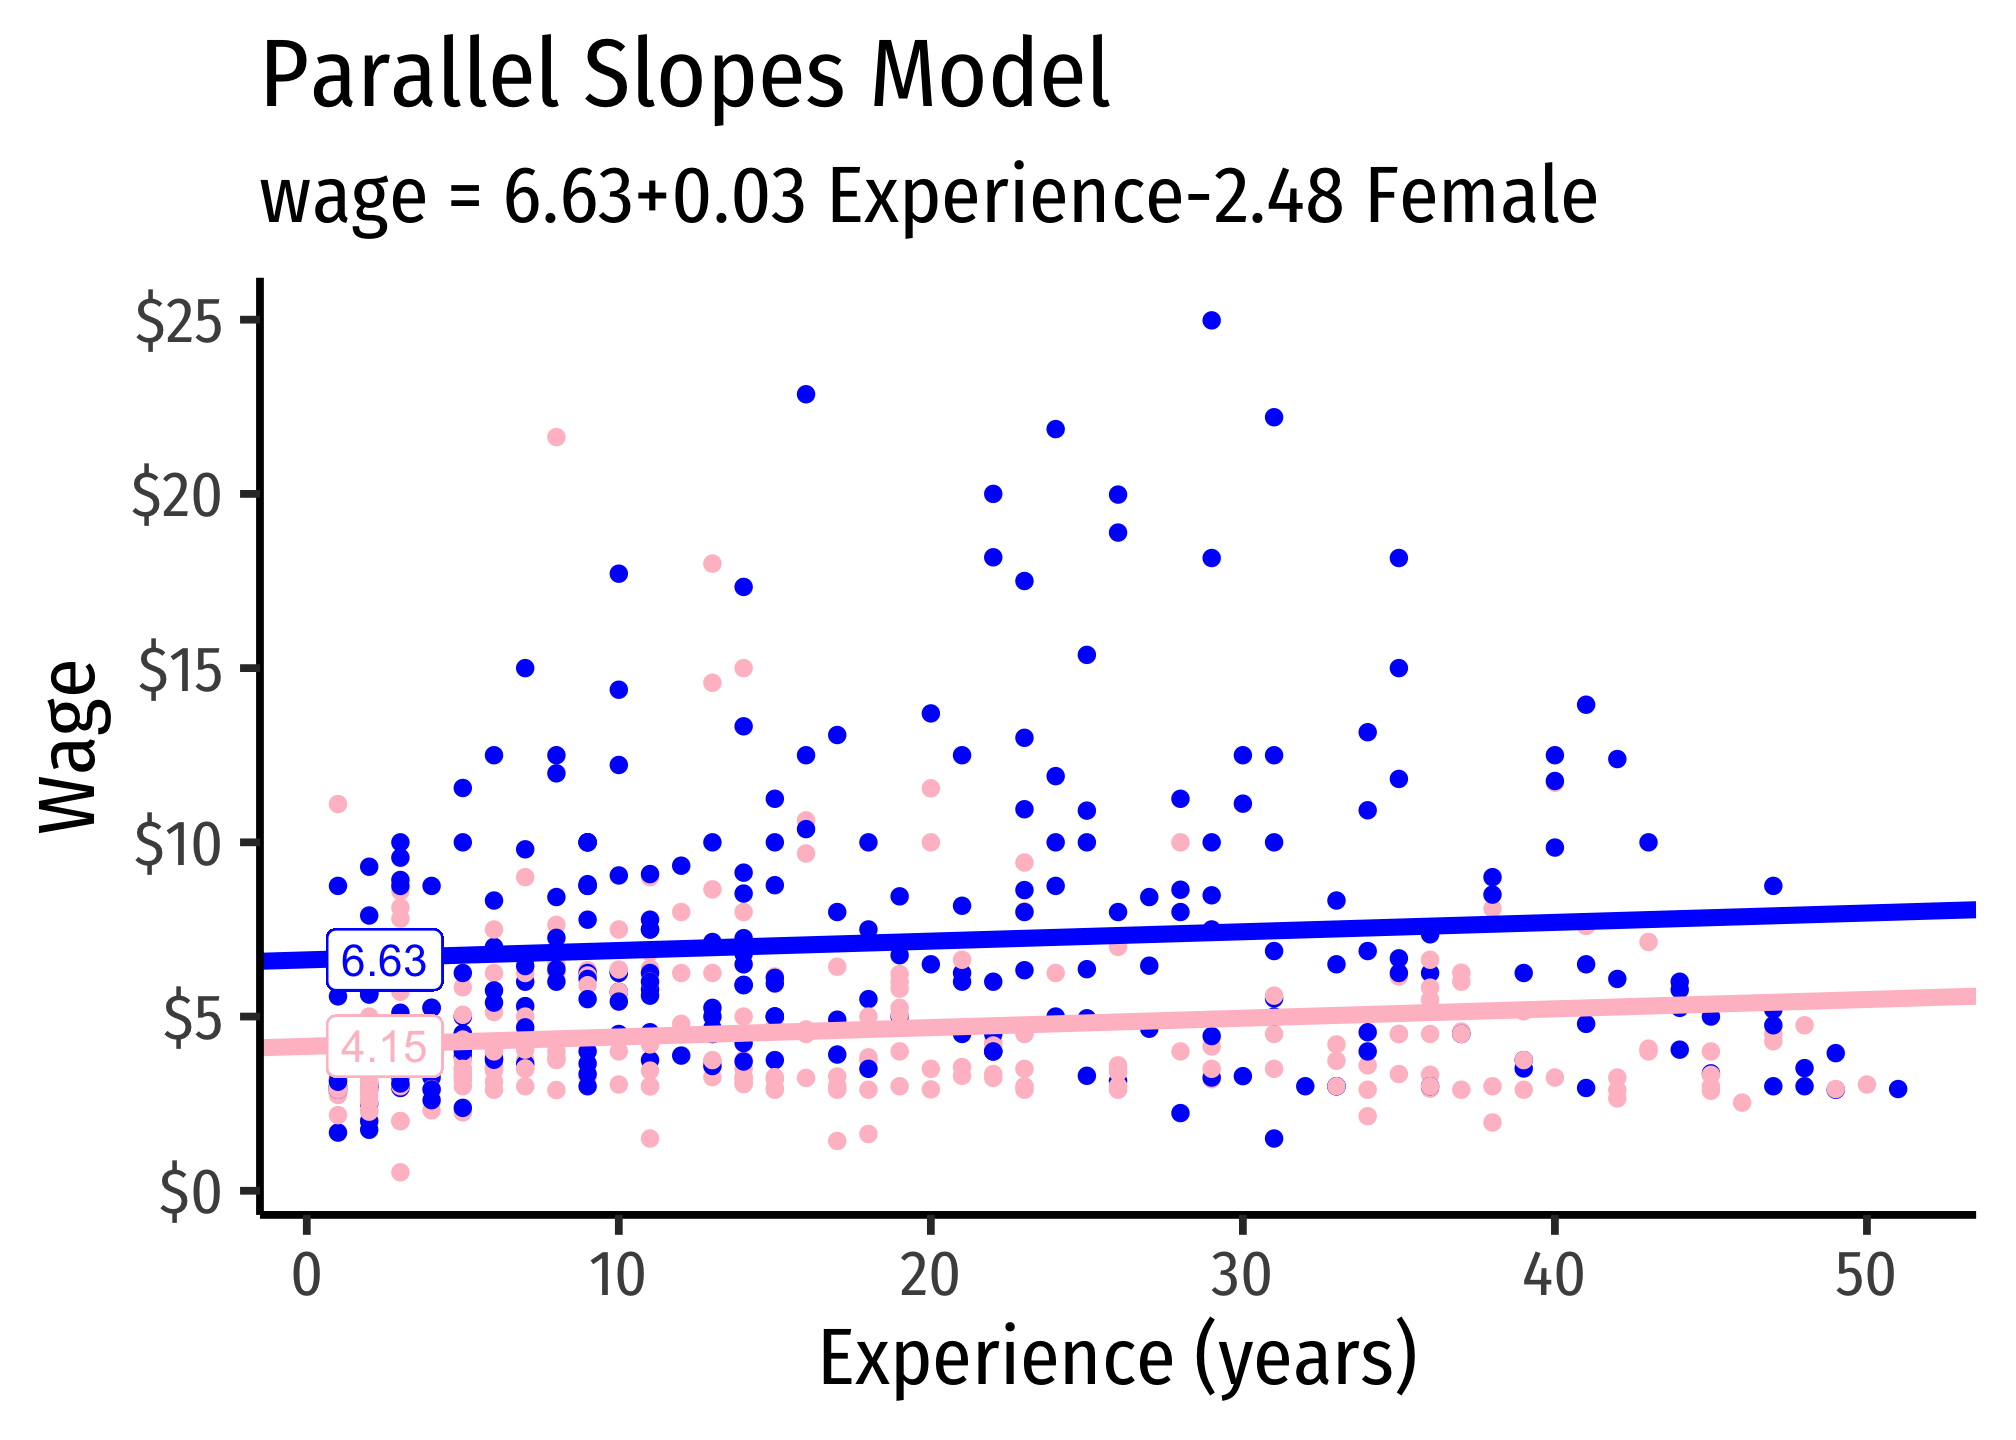 Parallel Slopes Model
wage = 6.63+0.03 Experience-2.48 Female
$25
$20
$15
$10
$5
$0
Wage
6.63
4.15
0 10 20 30 40 50
Experience (years)